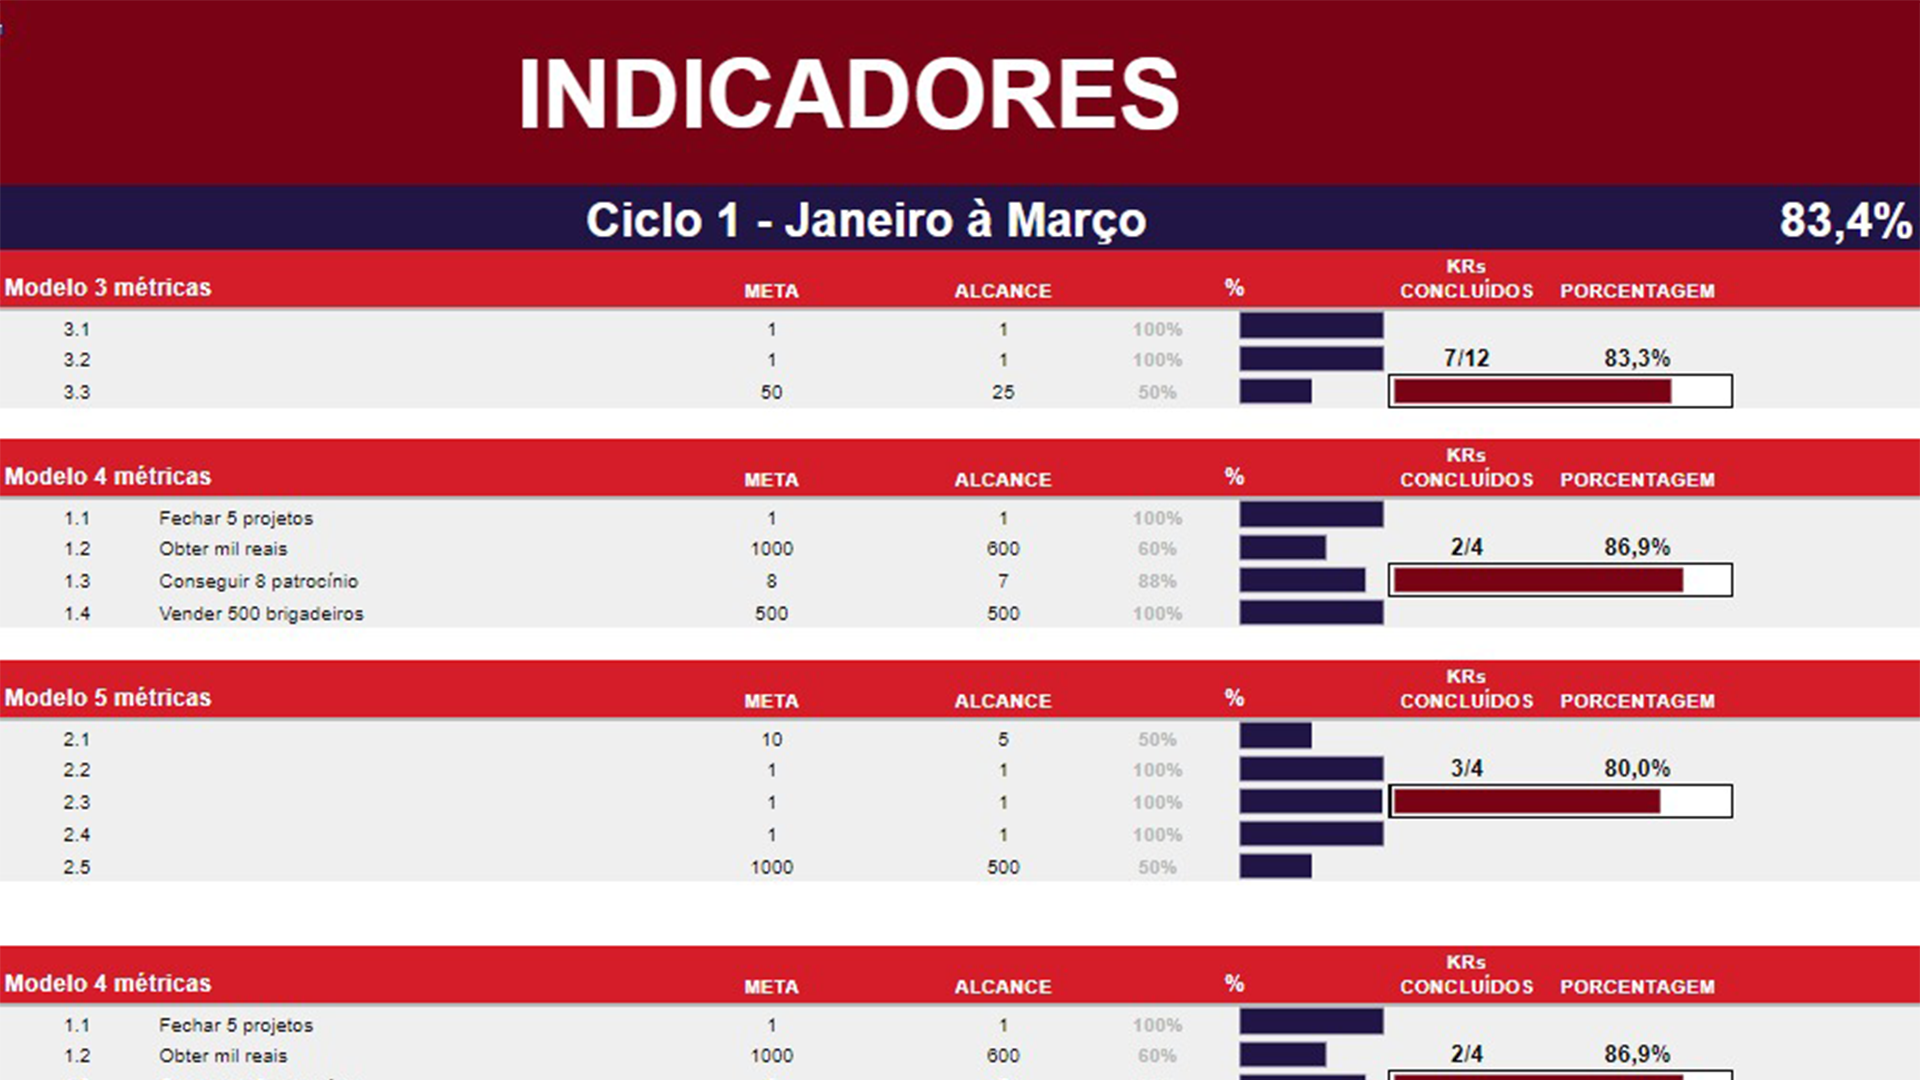 INDICADORES
Ciclo 1 - Janeiro à Março 83,4%
Modelo 3 métricas META ALCANCE % KRs CONCLUÍDOS PORCENTAGEM
3.1 1 1 100%
3.2 1 1 100% 7/12 83,3%
3.3 50 25 50%
Modelo 4 métricas META ALCANCE % KRs CONCLUÍDOS PORCENTAGEM
1.1 Fechar 5 projetos 1 1 100%
1.2 Obter mil reais 1000 600 60% 2/4 86,9%
1.3 Conseguir 8 patrocínio 8 7 88%
1.4 Vender 500 brigadeiros 500 500 100%
Modelo 5 métricas META ALCANCE % KRs CONCLUÍDOS PORCENTAGEM
2.1 10 5 50%
2.2 1 1 100% 3/4 80,0%
2.3 1 1 100%
2.4 1 1 100%
2.5 1000 500 50%
Modelo 4 métricas META ALCANCE % KRs CONCLUÍDOS PORCENTAGEM
1.1 Fechar 5 projetos 1 1 100%
1.2 Obter mil reais 1000 600 60% 2/4 86,9%